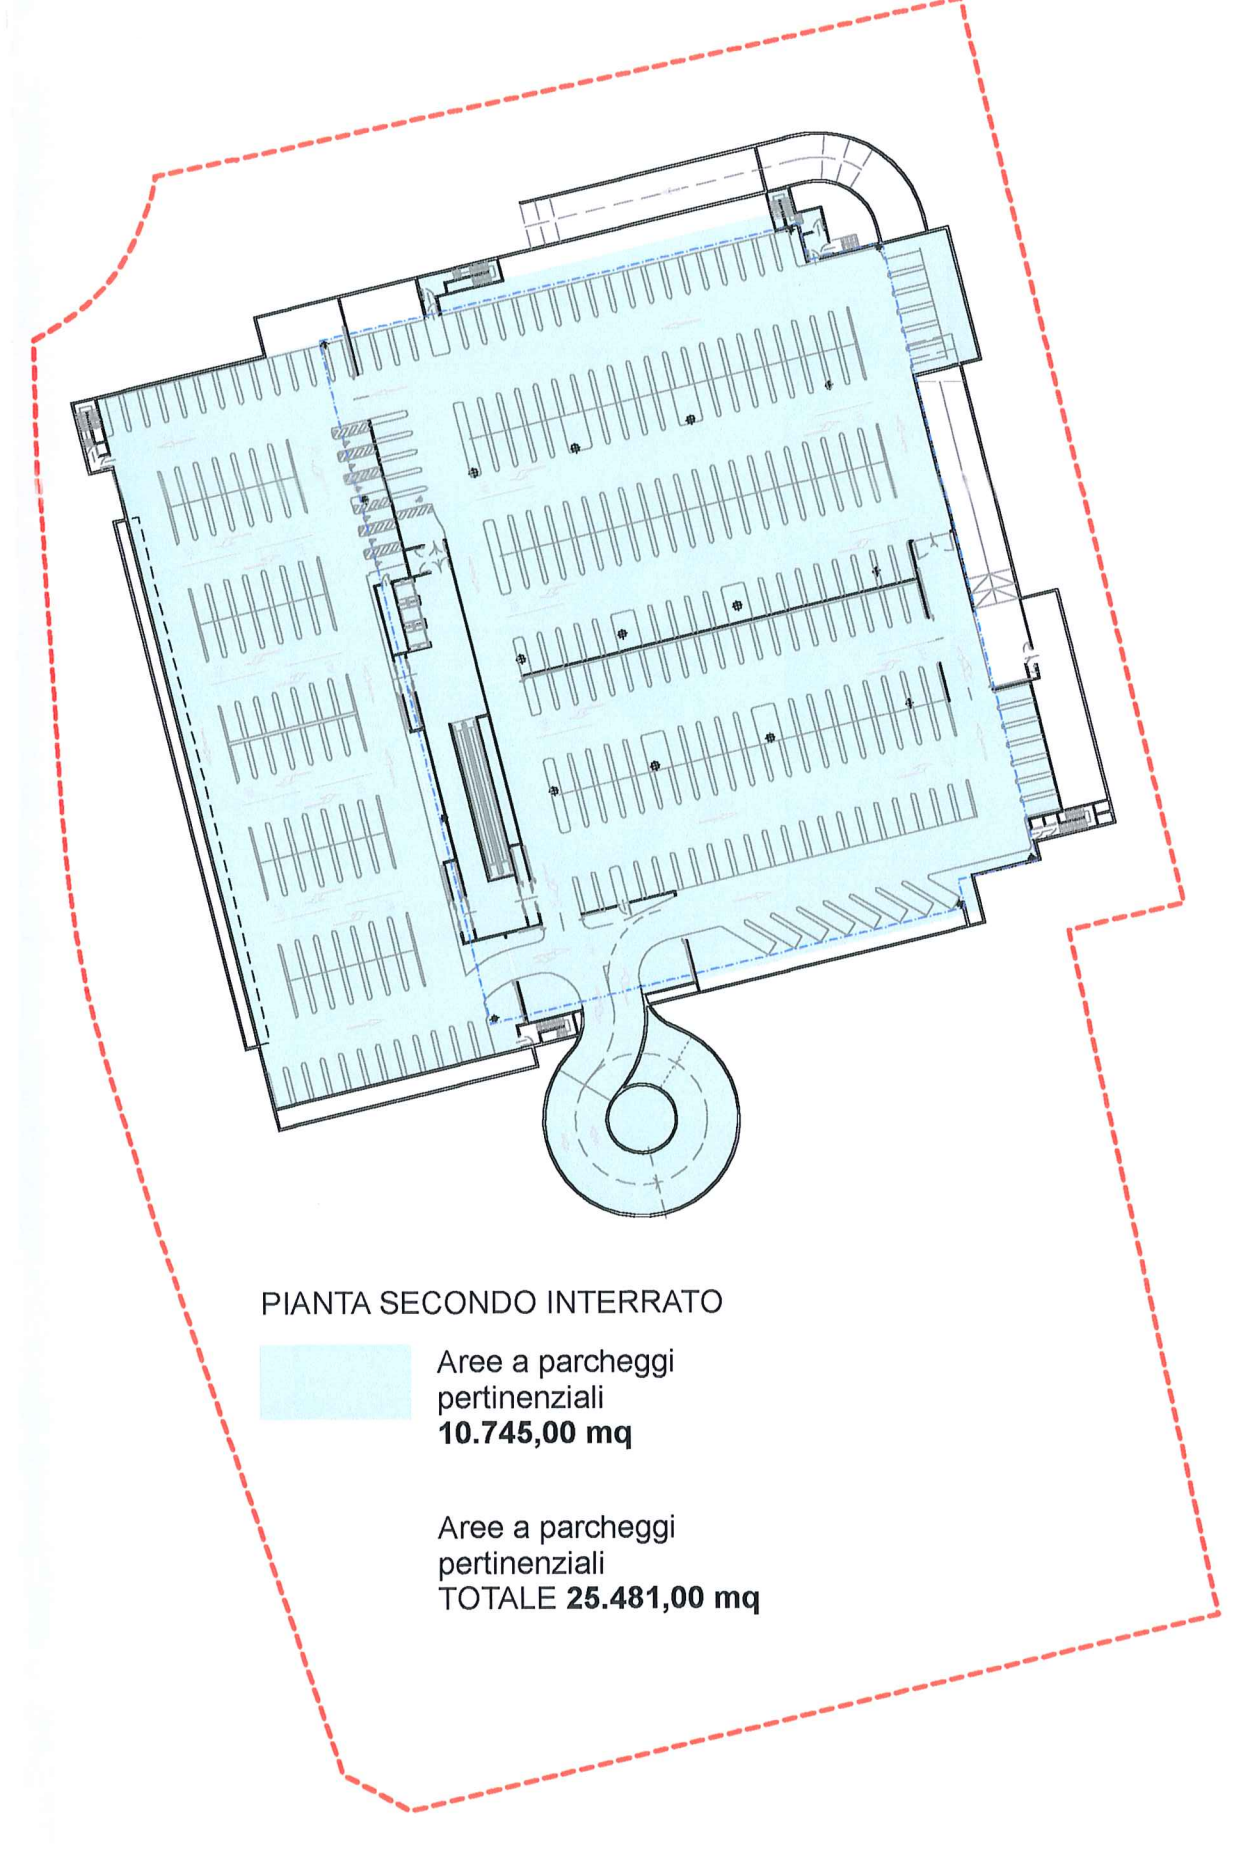 PIANTA SECONDO INTERRATO
Aree a parcheggi
pertinenziali
10.745,00 mq
Aree a parcheggi
pertinenziali
TOTALE 25.481,00 mq